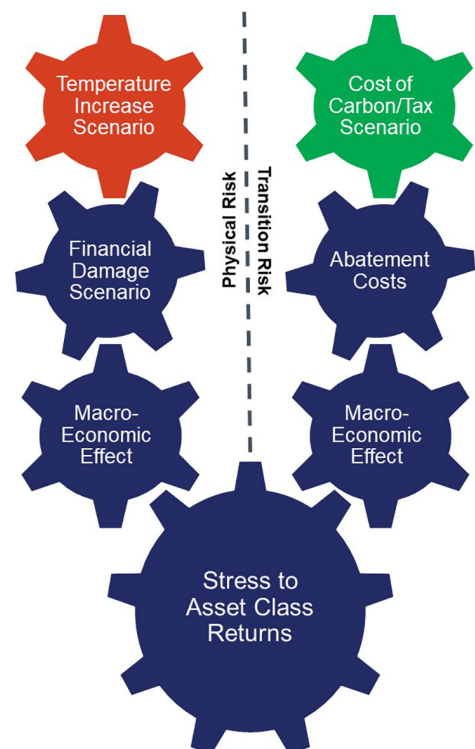 Temperature
Increase
Scenario
Financial
Damage
Scenario
Macro-
Economic
Effect
Physical Risk
Transition Risk
Cost of
Carbon/Tax
Scenario
Abatement
Costs
Macro-
Economic
Effect
Stress to
Asset Class
Returns